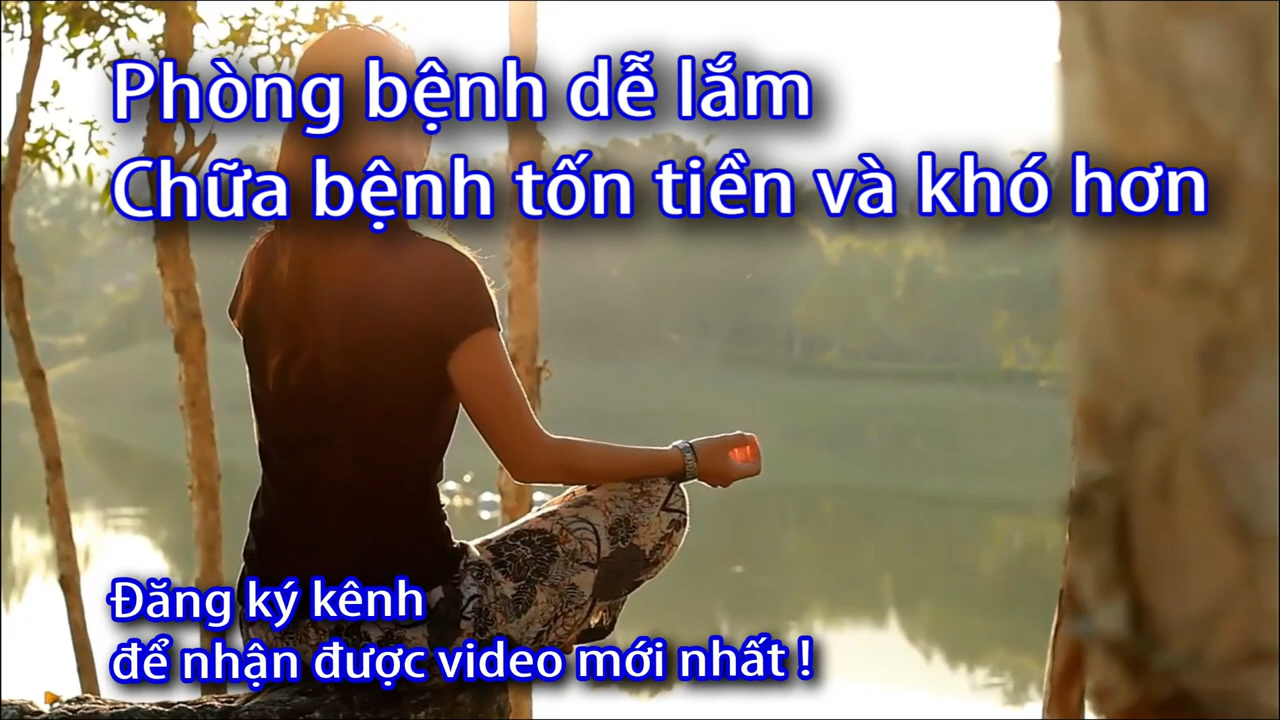 Phòng bệnh dễ lắm
Chữa bệnh tốn tiền và khó hơn
Đăng ký kênh
để nhận được video mới nhất !